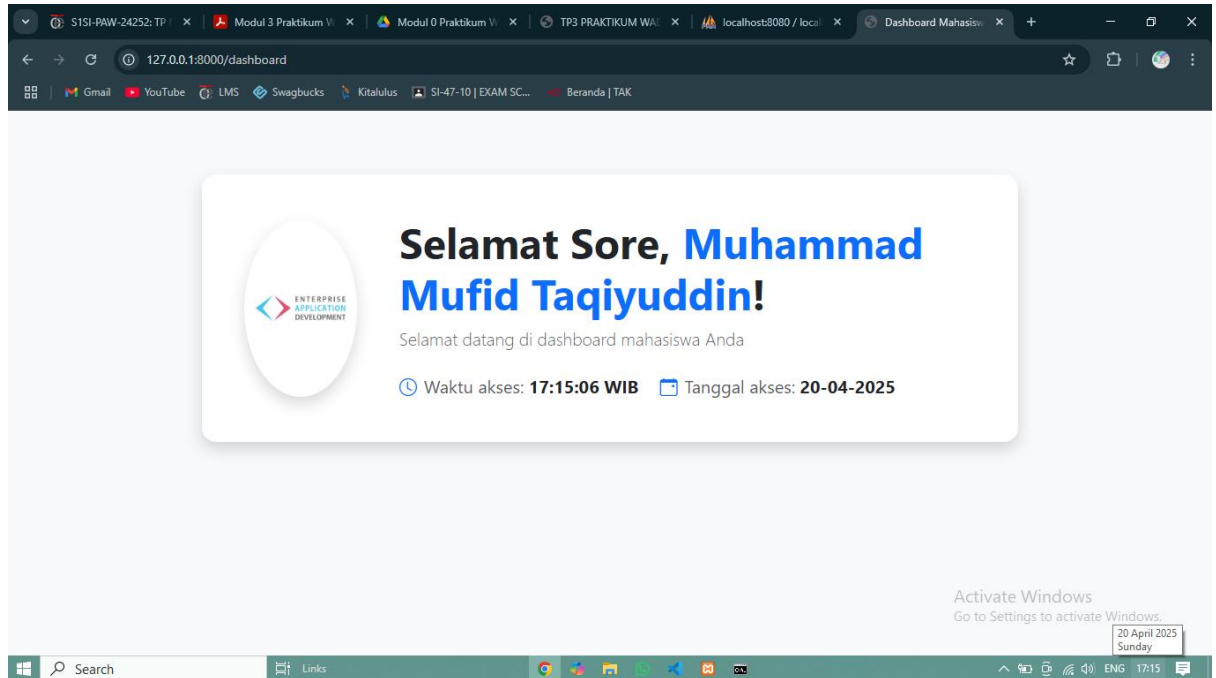 S1SI-PAW-24252: TP
Modul 3 Praktikum W
Modul 0 Praktikum W
TP3 PRAKTIKUM WA
localhost:8080 / local
Dashboard Mahasisw
127.0.0.1:8000/dashboard
Gmail
YouTube
LMS
Swagbucks
Kitalulus
SI-47-10 | EXAM SC...
Beranda | TAK
Selamat Sore, Muhammad
Mufid Taqiyuddin!
ENTERPRISE
APPLICATION
DEVELOPMENT
Selamat datang di dashboard mahasiswa Anda
Waktu akses: 17:15:06 WIB
Tanggal akses: 20-04-2025
Activate Windows
Go to Settings to activate Windows.
20 April 2025
Sunday
Search
Links
ENG
17:15